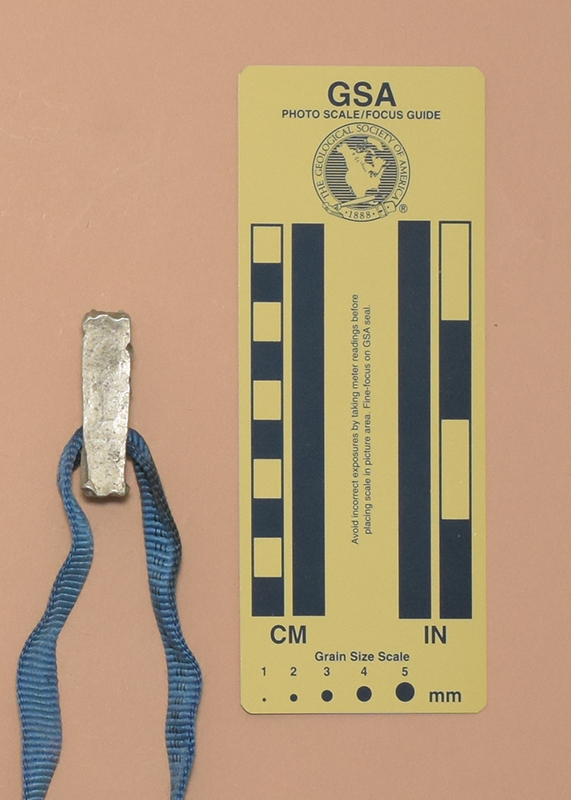 GSA
PHOTO SCALE/FOCUS GUIDE
THE GEOLOGICAL SOCIETY OF AMERICA
·1888·
®
Avoid incorrect exposures by taking meter readings before
placing scale in picture area. Fine-focus on GSA seal.
CM
IN
Grain Size Scale
1 2 3 4 5
mm